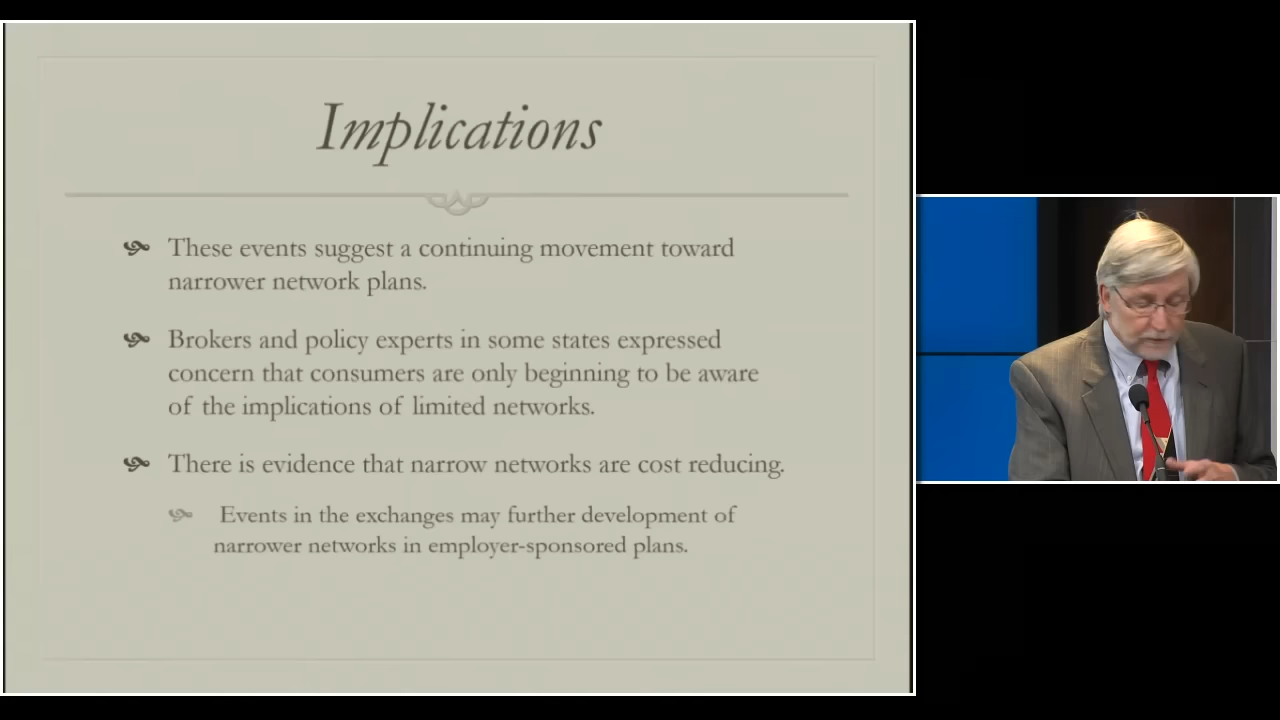 Implications
These events suggest a continuing movement toward
narrower network plans.
Brokers and policy experts in some states expressed
concern that consumers are only beginning to be aware
of the implications of limited networks.
There is evidence that narrow networks are cost reducing.
Events in the exchanges may further development of
narrower networks in employer-sponsored plans.